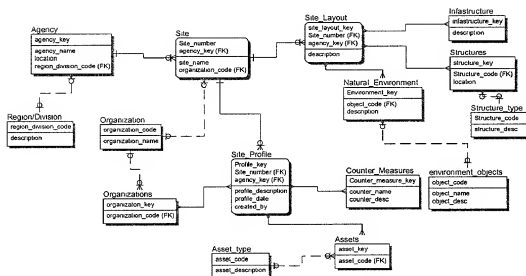 Agency
agency_key
agency_name
location
region_division_code (FK)
Site
Site_number
agency_key (FK)
site_name
organization_code (FK)
Site_Layout
site_layout_key
Site_number (FK)
agency_key (FK)
description
Infastructure
infastructure_key
description
Structures
structure_key
Structure_code (FK)
location
Structure_type
Structure_code
structure_desc
Natural_Environment
Environment_key
object_code (FK)
description
Region/Division
region_division_code
description
Organization
organization_code
organization_name
Organizations
organizaton_key
organization_code (FK)
Site_Profile
Profile_key
Site_number (FK)
agency_key (FK)
profile_description
profile_date
created_by
Counter_Measures
Counter_measure_key
counter_name
counter_desc
environment_objects
object_code
object_name
object_desc
Asset_type
asset_code
asset_description
Assets
asset_key
asset_code (FK)